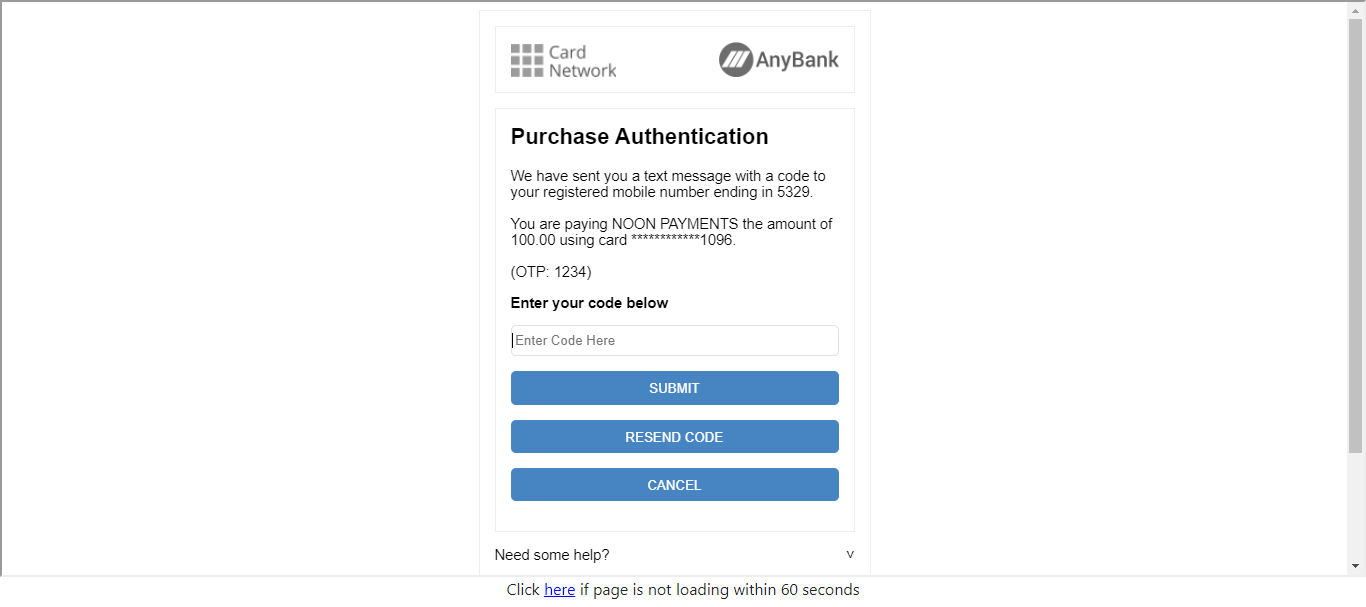 Card
Network
AnyBank
Purchase Authentication
We have sent you a text message with a code to
your registered mobile number ending in 5329.
You are paying NOON PAYMENTS the amount of
100.00 using card ************1096.
(OTP: 1234)
Enter your code below
Enter Code Here
SUBMIT
RESEND CODE
CANCEL
Need some help?
Click here if page is not loading within 60 seconds